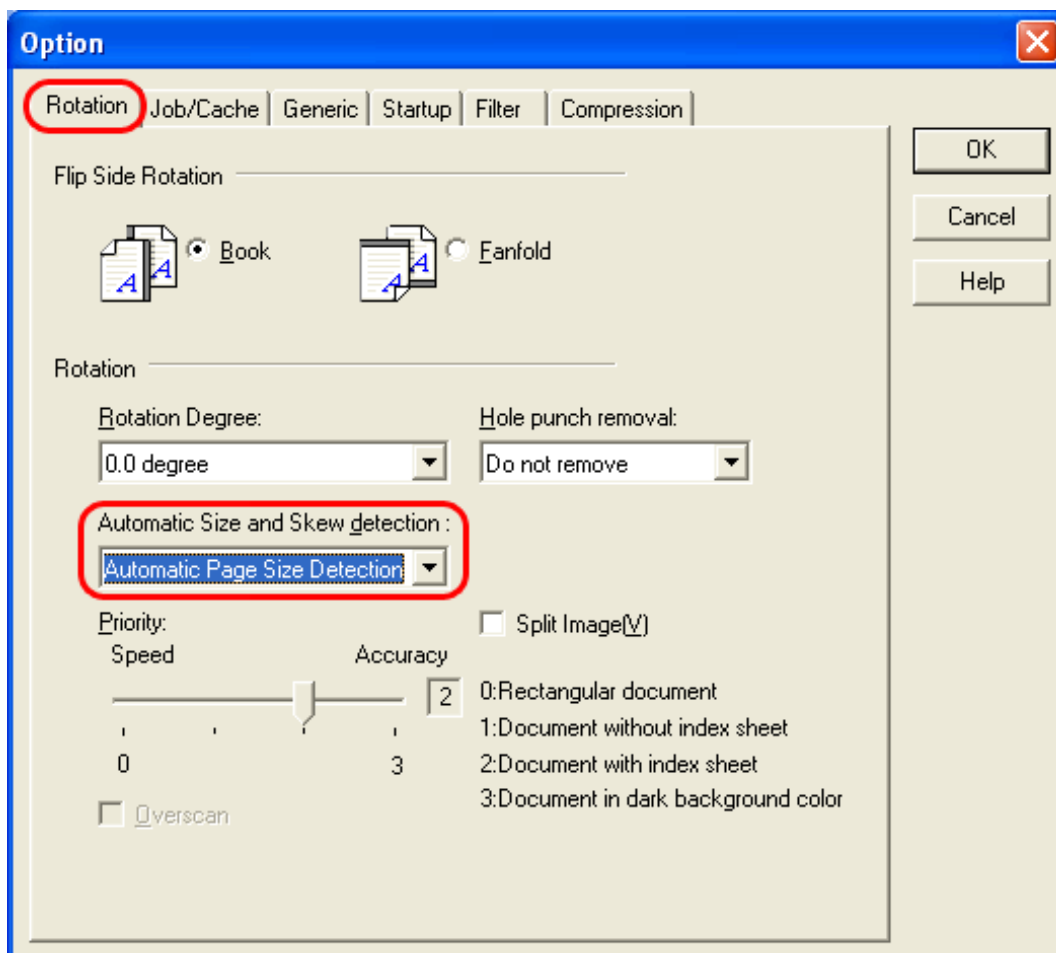 Option
Rotation Job/Cache Generic Startup Filter Compression
OK
Cancel
Help
Flip Side Rotation
A A Book A A Fanfold
Rotation
Rotation Degree: Hole punch removal:
0.0 degree Do not remove
Automatic Size and Skew detection :
Automatic Page Size Detection
Priority: Split Image(V)
Speed Accuracy
2 0:Rectangular document
1:Document without index sheet
0 3 2:Document with index sheet
3:Document in dark background color
Overscan